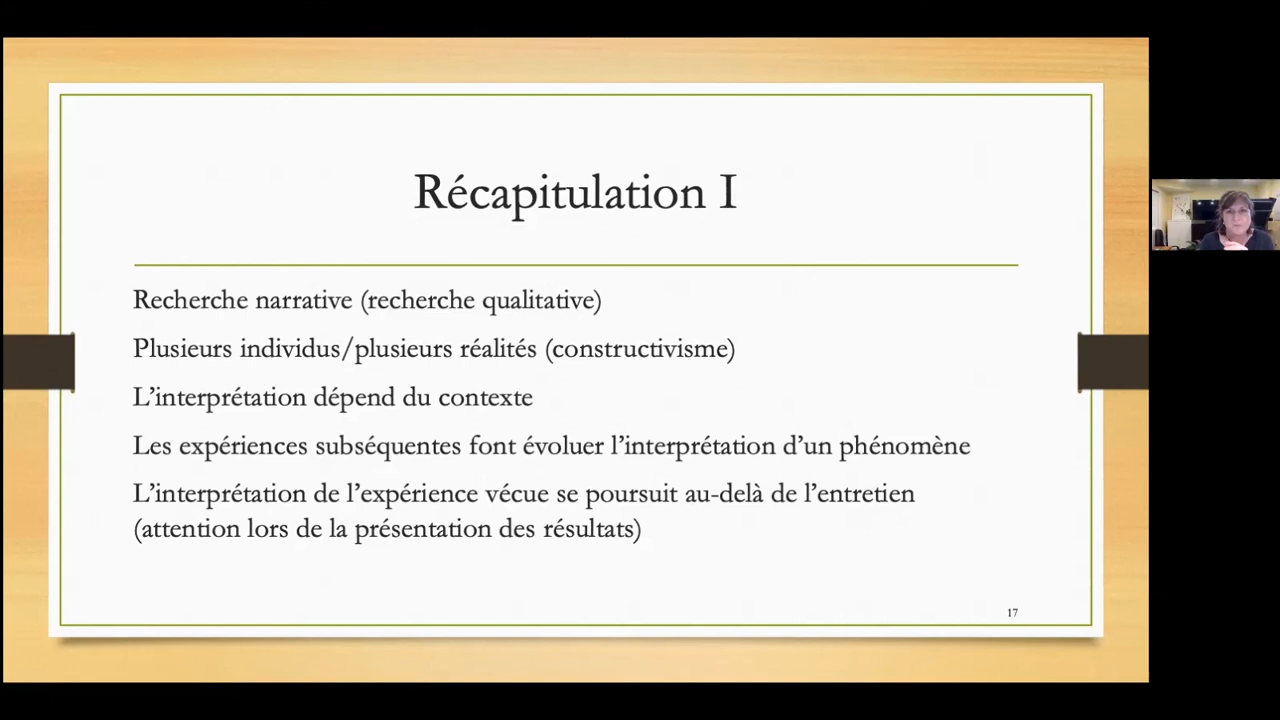 Récapitulation I
Recherche narrative (recherche qualitative)
Plusieurs individus/plusieurs réalités (constructivisme)
L’interprétation dépend du contexte
Les expériences subséquentes font évoluer l’interprétation d’un phénomène
L’interprétation de l’expérience vécue se poursuit au-delà de l’entretien
(attention lors de la présentation des résultats)
17